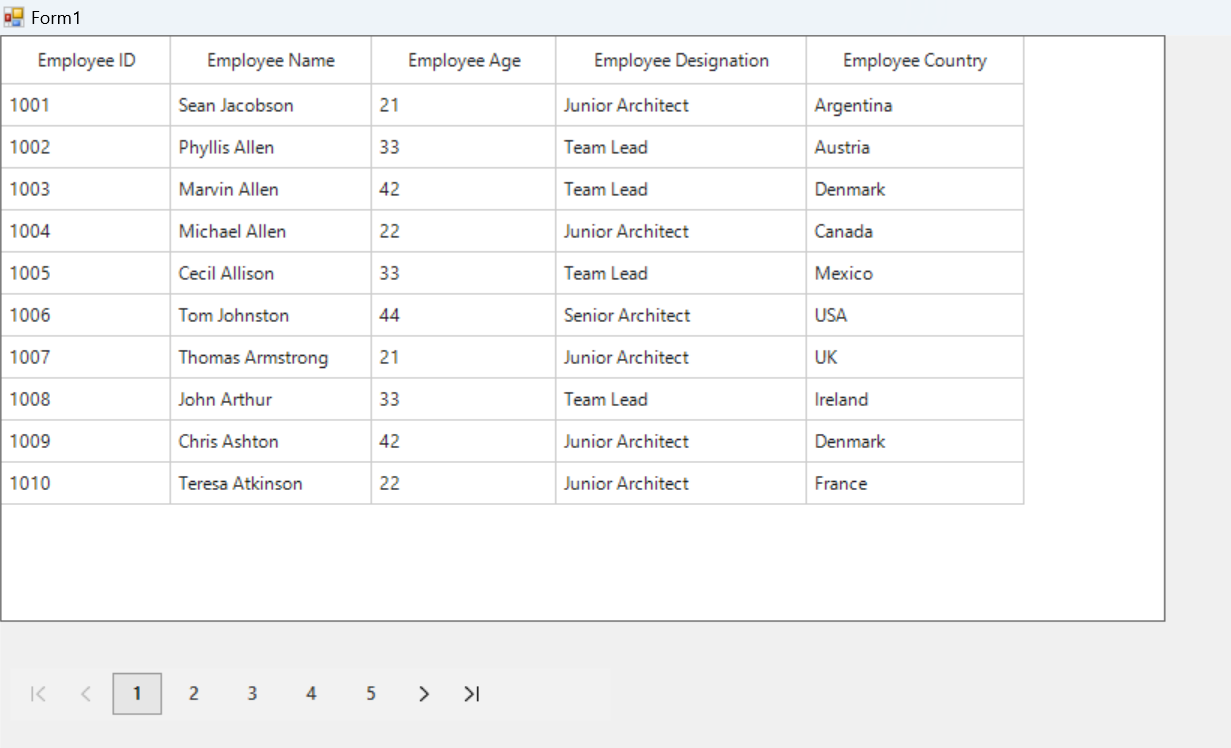 Form1
Employee ID Employee Name Employee Age Employee Designation Employee Country
1001 Sean Jacobson 21 Junior Architect Argentina
1002 Phyllis Allen 33 Team Lead Austria
1003 Marvin Allen 42 Team Lead Denmark
1004 Michael Allen 22 Junior Architect Canada
1005 Cecil Allison 33 Team Lead Mexico
1006 Tom Johnston 44 Senior Architect USA
1007 Thomas Armstrong 21 Junior Architect UK
1008 John Arthur 33 Team Lead Ireland
1009 Chris Ashton 42 Junior Architect Denmark
1010 Teresa Atkinson 22 Junior Architect France
1 2 3 4 5